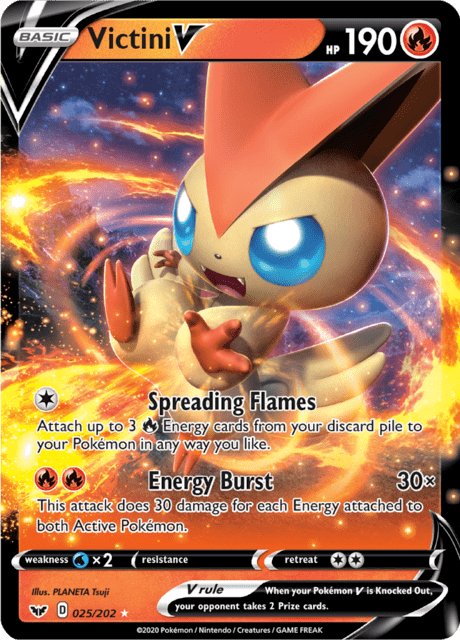 BASIC Victini V HP 190
Spreading Flames
Attach up to 3 Energy cards from your discard pile to
your Pokémon in any way you like.
Energy Burst 30×
This attack does 30 damage for each Energy attached to
both Active Pokémon.
weakness ×2 resistance retreat
Illus. PLANETA Tsuji
V rule When your Pokémon V is Knocked Out,
your opponent takes 2 Prize cards.
D 025/202
©2020 Pokémon / Nintendo / Creatures / GAME FREAK